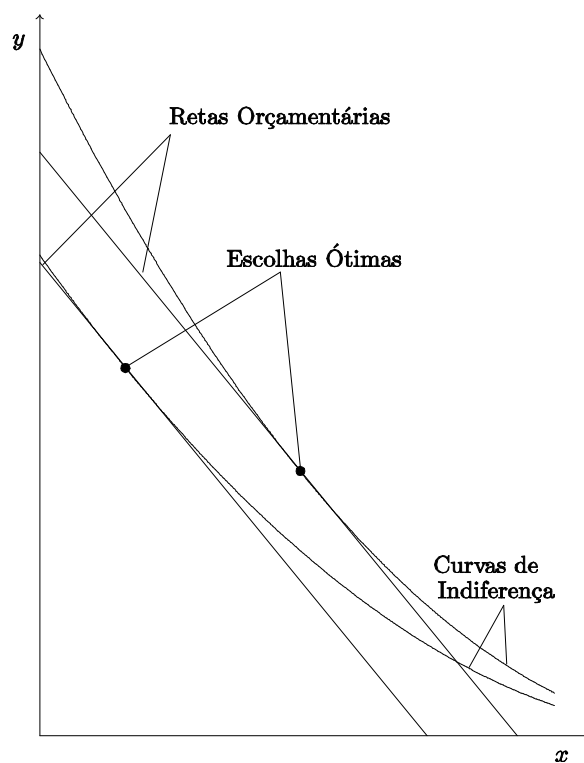 y
Retas Orçamentárias
Escolhas Ótimas
Curvas de
Indiferença
x